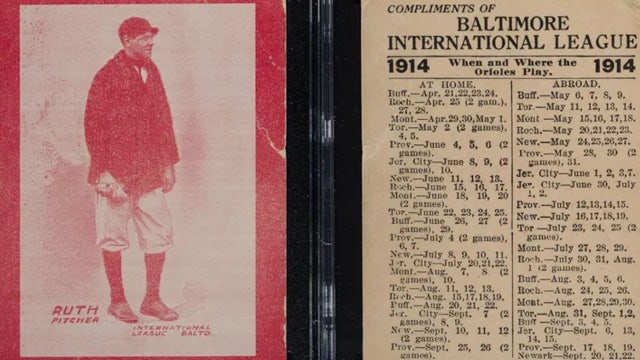 RUTH
PITCHER
INTERNATIONAL
LEAGUE BALTO.
COMPLIMENTS OF
BALTIMORE
INTERNATIONAL LEAGUE
1914 When and Where the Orioles Play. 1914
AT HOME.
Buff.—Apr. 21,22,23,24.
Roch.—Apr. 25 (2 gam.),
27, 28.
Mont.—Apr.29,30,May 1.
Tor.—May 2 (2 games).
4, 5.
Prov.—June 4, 5, 6 (2
games).
Jer. City—June 8, 9, (2
games), 10.
New.—June 11, 12, 13.
Roch.—June 15, 16, 17.
Mont.—June 18, 19, 20
(2 games).
Tor.—June 22, 23, 24, 25.
Buff.—June 26, 27 (2
games), 29.
Prov.—July 4 (2 games),
6, 7.
New.—July 8, 9, 10, 11.
Jer. City—July 20,21,22.
Mont.—Aug. 7, 8 (2
games), 10.
Tor.—Aug. 11, 12, 13.
Roch.—Aug. 15,17,18,19.
Buff.—Aug. 20, 21, 22.
Jer. City—Sept. 7 (2
games), 8, 9.
New.—Sept. 10, 11, 12
(2 games).
Prov.—Sept. 25, 26 (2
games).
ABROAD.
Buff.—May 6, 7, 8, 9.
Tor.—May 11, 12, 13, 14.
Mont—May 15,16, 17,18.
Roch.—May 20,21,22,23.
New.—May 24,25,26,27.
Prov.—May 28, 30 (2
games), 31.
Jer. City—June 1, 2, 3,7.
Jer. City—June 30, July
1, 2.
Prov.—July 12,13,14,15.
New.—July 16,17,18,19.
Tor—July 23, 24, 25 (2
games).
Mont.—July 27, 28, 29.
Roch.—July 30, 31, Aug.
1 (2 games).
Buff.—Aug. 3, 4, 5, 6.
Roch.—Aug. 24, 25, 26.
Mont.—Aug. 27,28,29,30.
Tor.—Aug. 31, Sept. 1,2.
Buff—Sept. 3, 4, 5.
Jer. City—Sept. 6, 13,
14, 15.
Prov.—Sept. 17, 18, 19.
Newark—Sept. 20, 21,22.